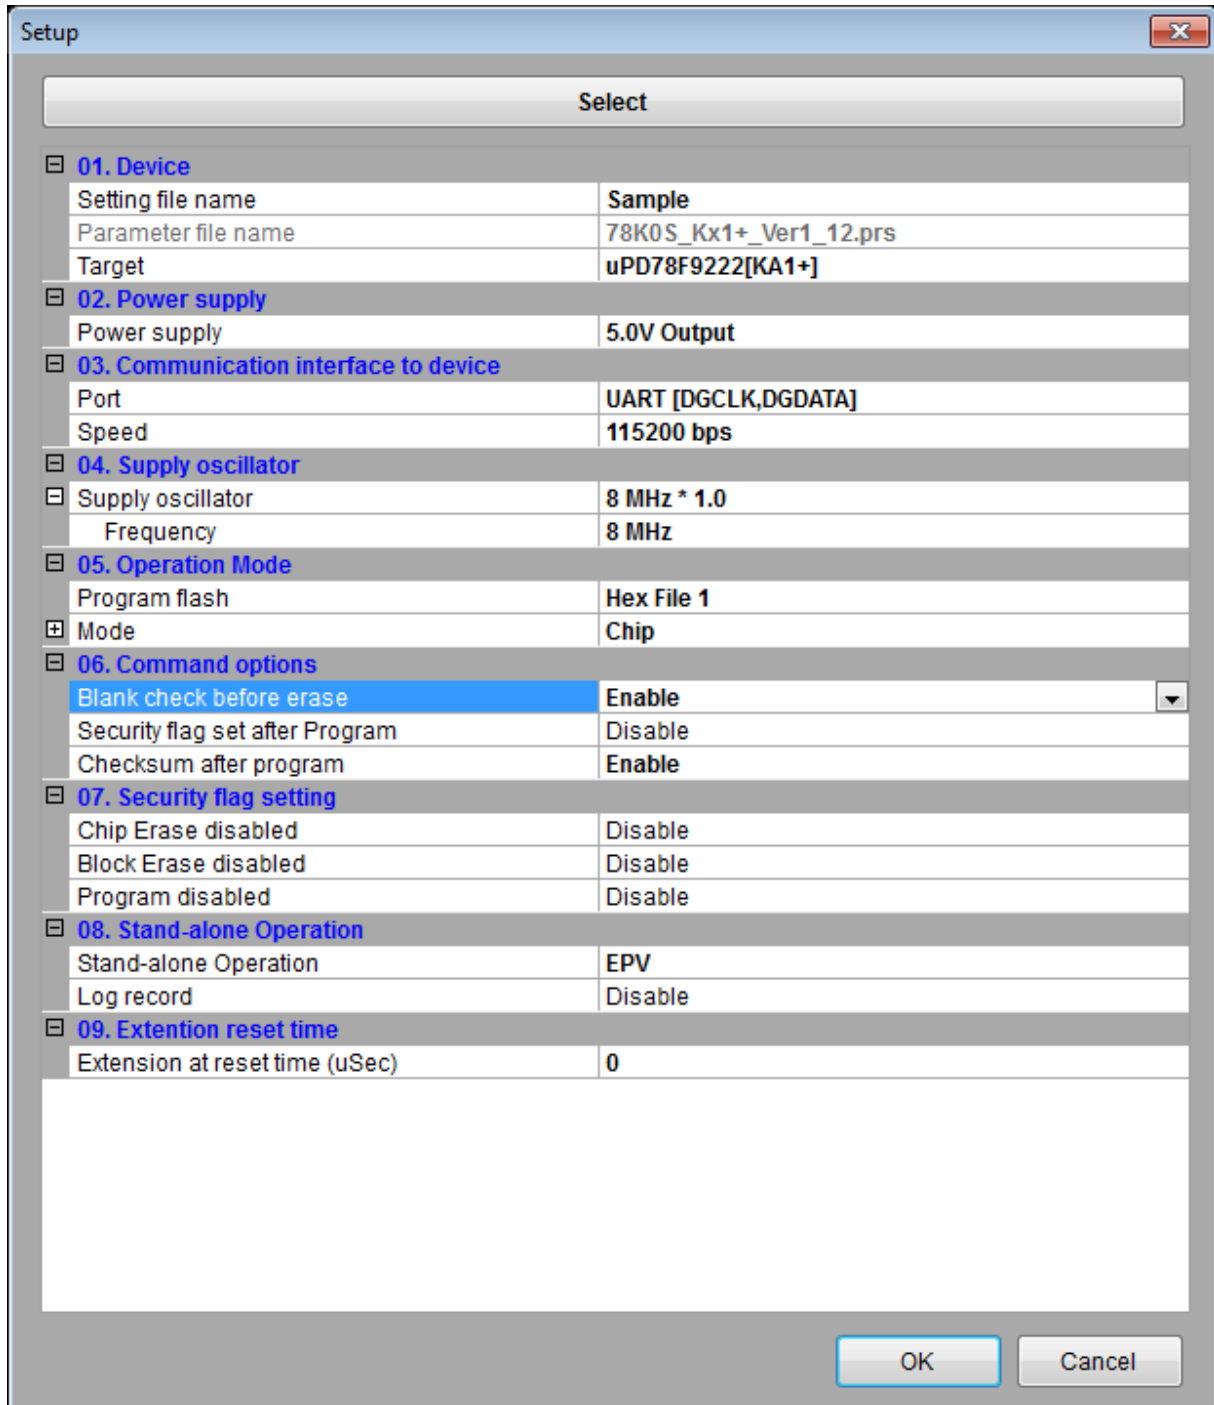 Setup
Select
01. Device
Setting file name Sample
Parameter file name 78K0S_Kx1+_Ver1_12.prs
Target uPD78F9222[KA1+]
02. Power supply
Power supply 5.0V Output
03. Communication interface to device
Port UART [DGCLK,DGDATA]
Speed 115200 bps
04. Supply oscillator
Supply oscillator 8 MHz * 1.0
Frequency 8 MHz
05. Operation Mode
Program flash Hex File 1
Mode Chip
06. Command options
Blank check before erase Enable
Security flag set after Program Disable
Checksum after program Enable
07. Security flag setting
Chip Erase disabled Disable
Block Erase disabled Disable
Program disabled Disable
08. Stand-alone Operation
Stand-alone Operation EPV
Log record Disable
09. Extention reset time
Extension at reset time (uSec) 0
OK Cancel